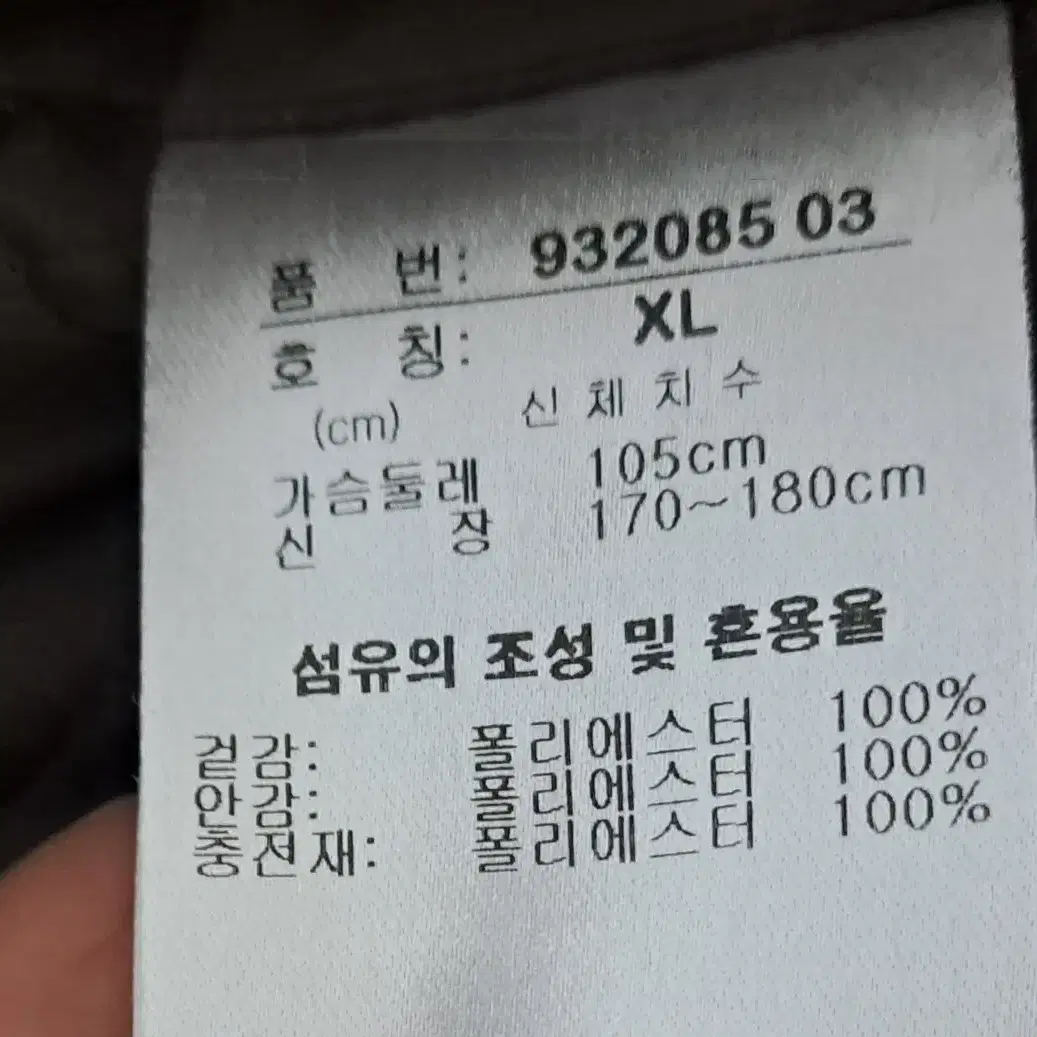 품 번: 932085 03
호 칭: XL
(cm) 신 체 치 수
가슴둘레 105cm
신 장 170~180cm
섬유의 조성 및 혼용율
겉감: 폴리에스터 100%
안감: 폴리에스터 100%
충전재: 폴리에스터 100%